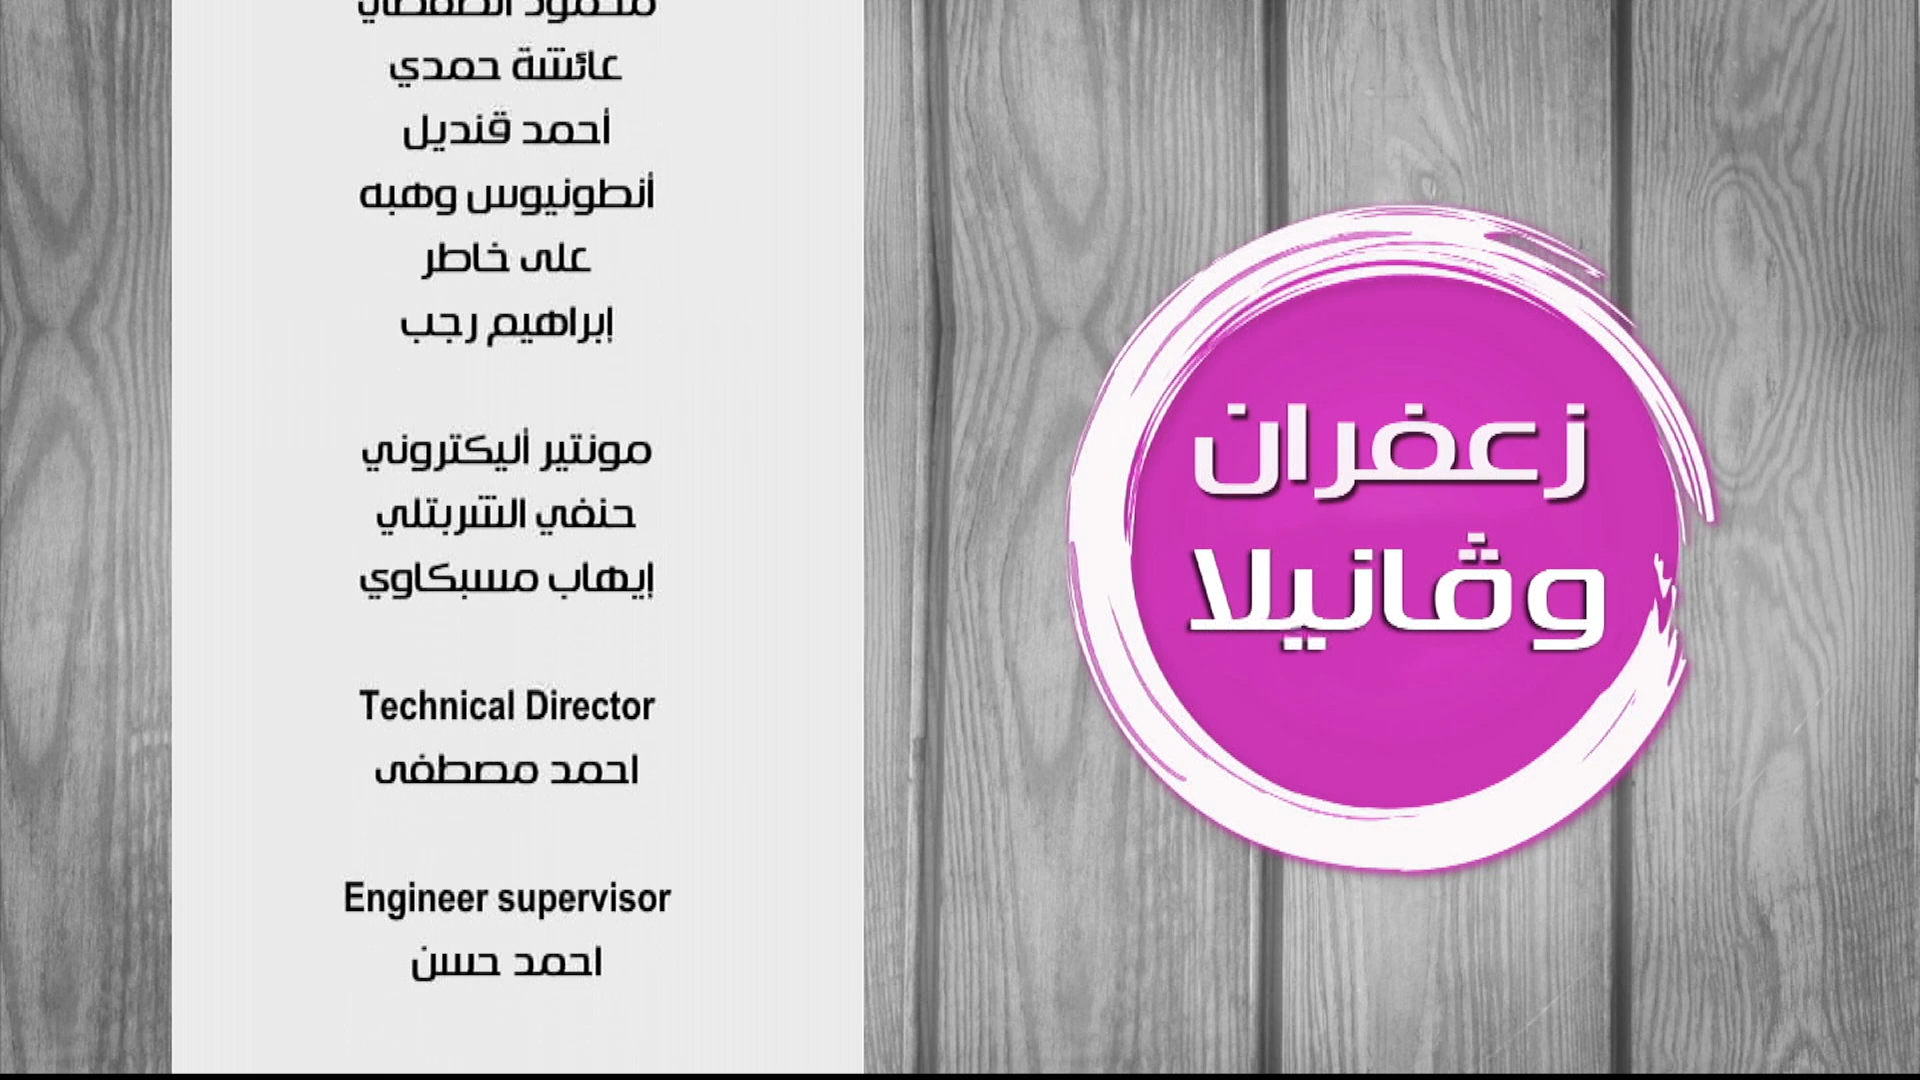 محمود
عائشة حمدي
أحمد قنديل
أنطونيوس وهبه
على خاطر
إبراهيم رجب
مونتير أليكتروني
حنفي الشربتلي
إيهاب مسبكاوي
Technical Director
احمد مصطفى
Engineer supervisor
احمد حسن
زعفران
وڤانيلا